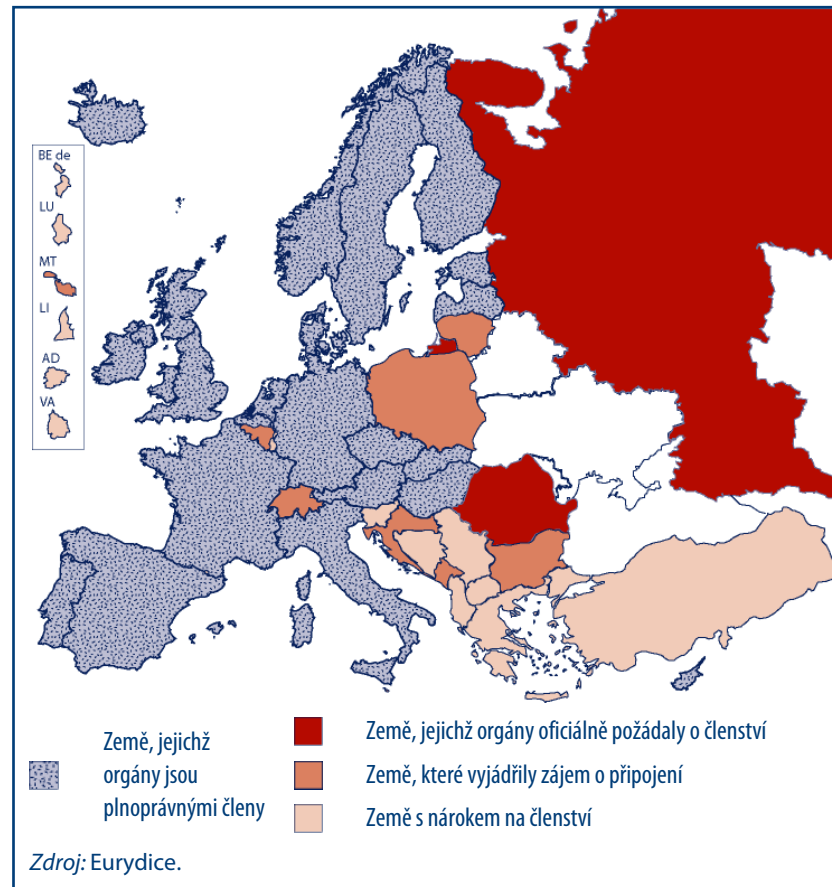 BE de
LU
MT
LI
AD
VA
Země, jejichž
orgány jsou
plnoprávnými členy
Země, jejichž orgány oficiálně požádaly o členství
Země, které vyjádřily zájem o připojení
Země s nárokem na členství
Zdroj: Eurydice.